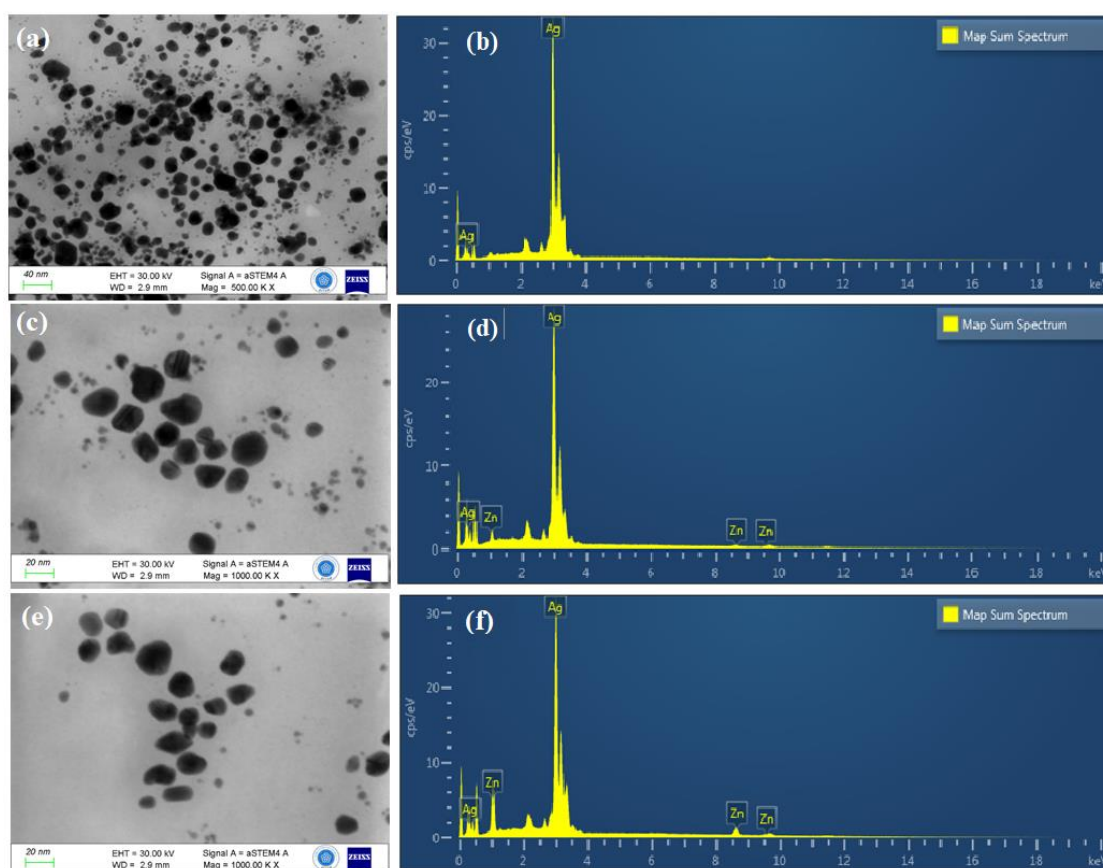 (a)
40 nm
EHT = 30.00 kV
WD = 2.9 mm
Signal A = aSTEM4 A
Mag = 500.00 K X
ZEISS
(b)
Ag
Map Sum Spectrum
30
20
10
0
cps/eV
Ag
0 2 4 6 8 10 12 14 16 18 keV
(c)
20 nm
EHT = 30.00 kV
WD = 2.9 mm
Signal A = aSTEM4 A
Mag = 1000.00 K X
ZEISS
(d)
Ag
Map Sum Spectrum
20
10
0
cps/eV
Ag
Zn
Zn
Zn
0 2 4 6 8 10 12 14 16 18 keV
(e)
20 nm
EHT = 30.00 kV
WD = 2.9 mm
Signal A = aSTEM4 A
Mag = 1000.00 K X
ZEISS
(f)
Ag
Map Sum Spectrum
30
20
10
0
cps/eV
Ag
Zn
Zn
Zn
0 2 4 6 8 10 12 14 16 18 keV